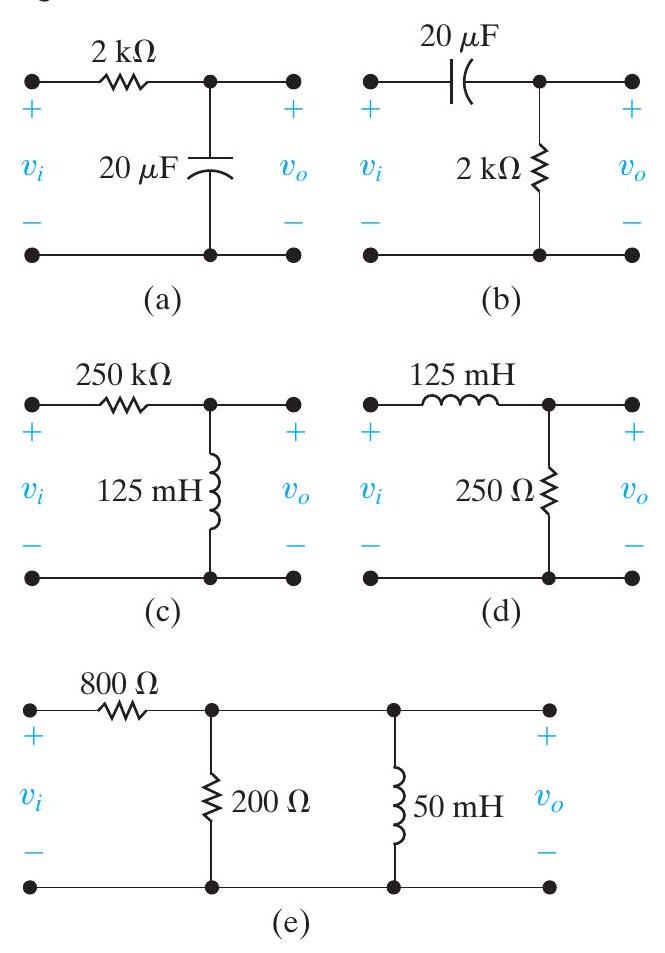 2 kΩ 20 μF
+ + + +
v_i 20 μF v_o v_i 2 kΩ v_o
− − − −
(a) (b)
250 kΩ 125 mH
+ + + +
v_i 125 mH v_o v_i 250 Ω v_o
− − − −
(c) (d)
800 Ω
+ +
v_i 200 Ω 50 mH v_o
− −
(e)